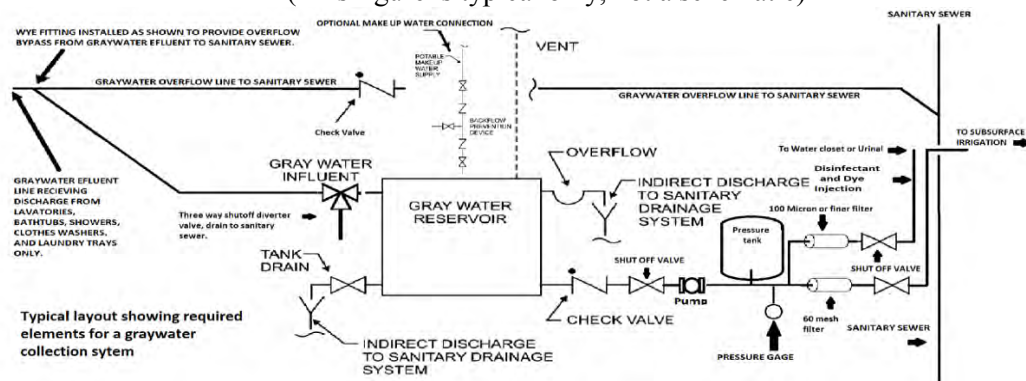 SANITARY SEWER
OPTIONAL MAKE UP WATER CONNECTION
WYE FITTING INSTALLED AS SHOWN TO PROVIDE OVERFLOW
BYPASS FROM GRAYWATER EFLUENT TO SANITARY SEWER.
VENT
POTABLE
MAKEUP
WATER
SUPPLY
GRAYWATER OVERFLOW LINE TO SANITARY SEWER
GRAYWATER OVERFLOW LINE TO SANITARY SEWER
Check Valve
BACKFLOW
PREVENTION
DEVICE
TO SUBSURFACE
IRRIGATION
To Water closet or Urinal
OVERFLOW
GRAY WATER
INFLUENT
Disinfectant
and Dye
Injection
GRAYWATER EFFLUENT
LINE RECIEVING
DISCHARGE FROM
LAVATORIES,
BATHTUBS, SHOWERS,
CLOTHES WASHERS,
AND LAUNDRY TRAYS
ONLY.
INDIRECT DISCHARGE
TO SANITARY
DRAINAGE
SYSTEM
GRAY WATER
RESERVOIR
100 Micron or finer filter
Three way shutoff diverter
valve, drain to sanitary
sewer.
Pressure
tank
TANK
DRAIN
SHUT OFF VALVE
SHUT OFF VALVE
Pump
CHECK VALVE
60 mesh
filter
Typical layout showing required
elements for a graywater
collection sytem
SANITARY SEWER
INDIRECT DISCHARGE
TO SANITARY DRAINAGE
SYSTEM
PRESSURE GAGE